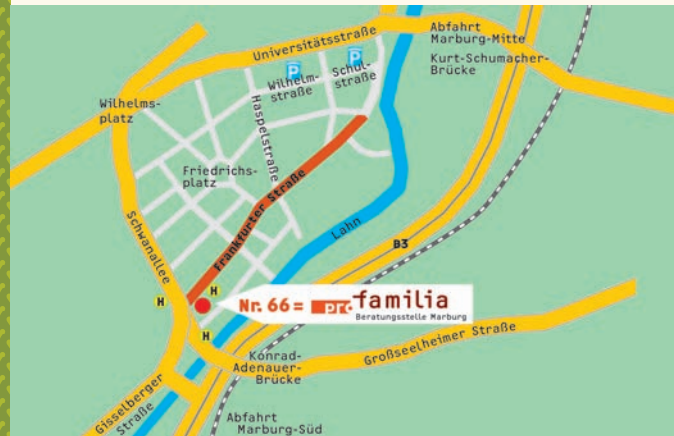 Universitätsstraße
Abfahrt
Marburg-Mitte
Kurt-Schumacher-
Brücke
P
P
Wilhelm-
straße
Schul-
straße
Wilhelms-
platz
Haspelstraße
Friedrichs-
platz
Frankfurter Straße
Schwanallee
Lahn
B3
H
H
H
Nr. 66 = pro familia
Beratungsstelle Marburg
Konrad-
Adenauer-
Brücke
Großseelheimer Straße
Gisselberger
Straße
Abfahrt
Marburg-Süd